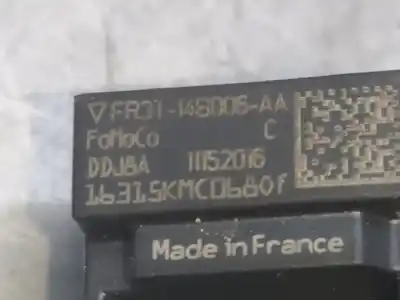 FR3T-14B006-AA
FoMoCo C
DDJBA 11152016
16315KMC0680f
Made in France